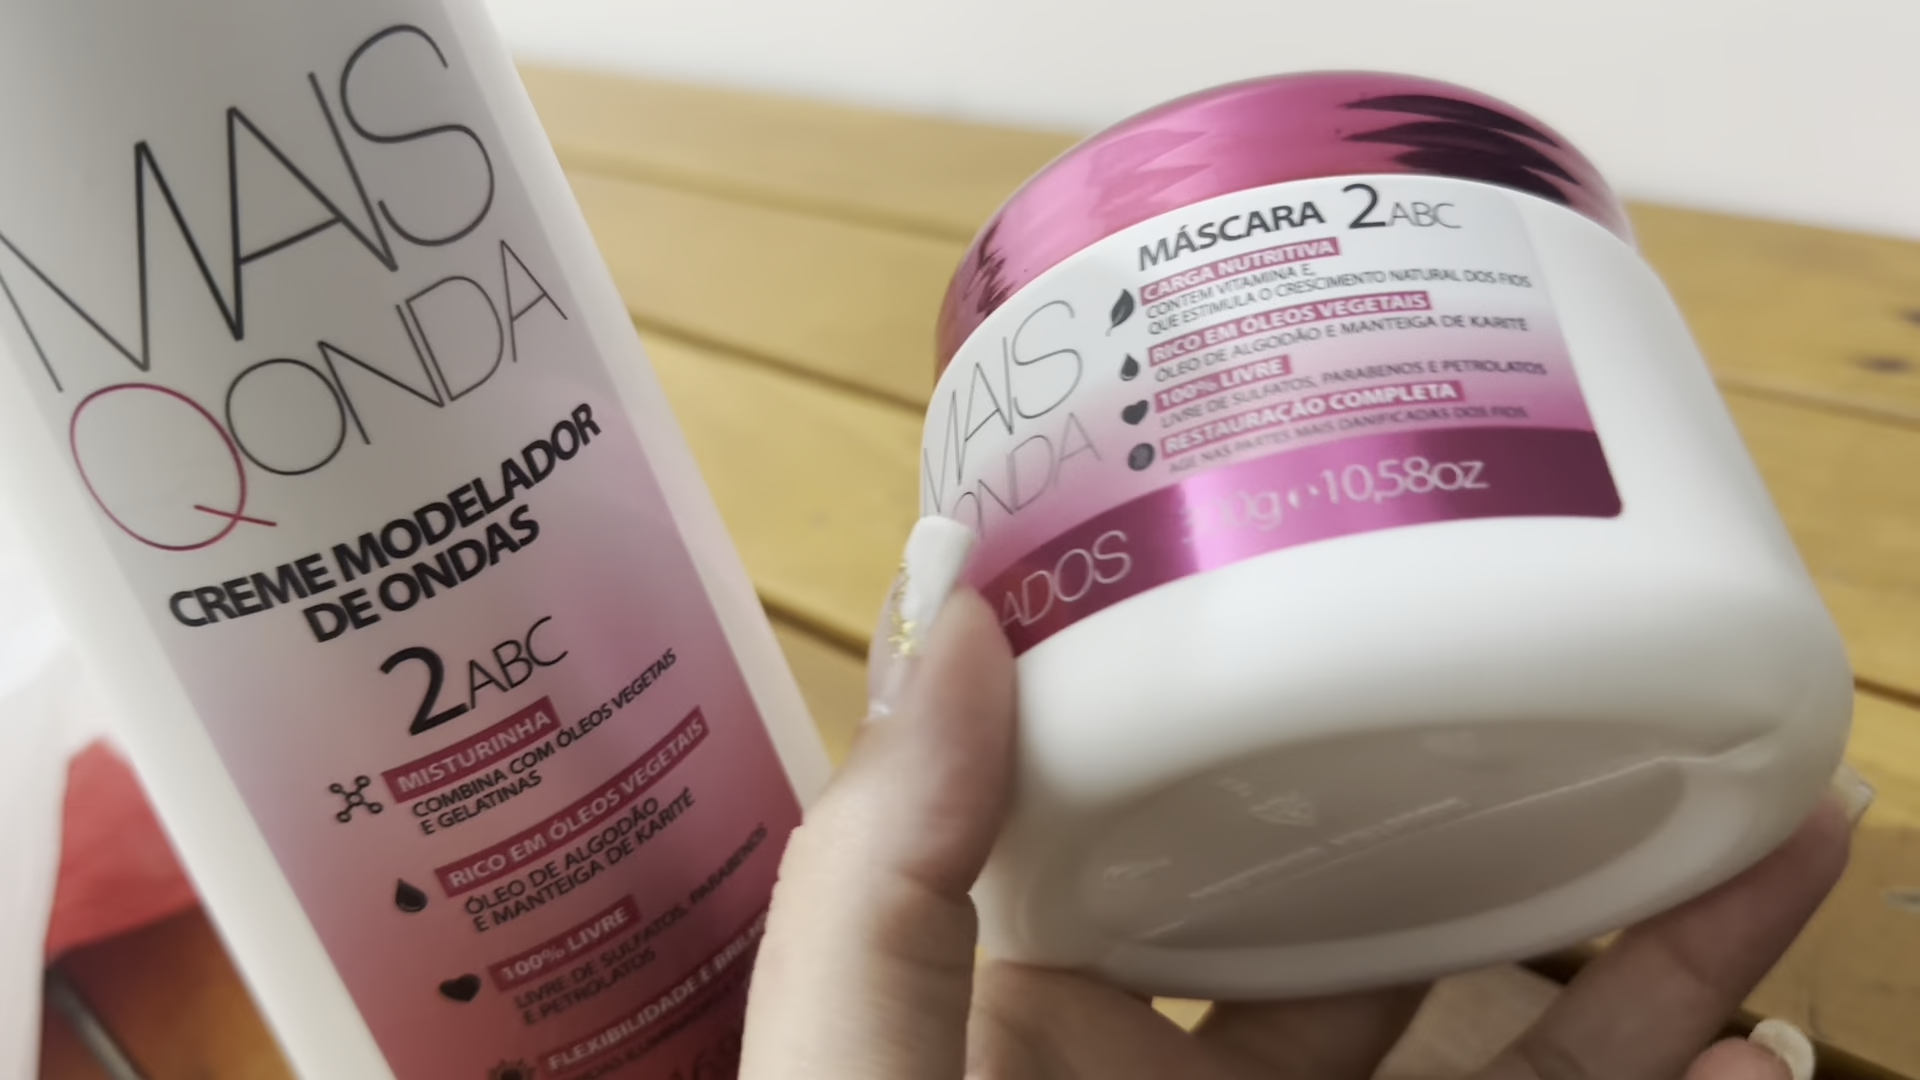 MAIS
QONDA
CREME MODELADOR
DE ONDAS
2ABC
MISTURINHA
COMBINA COM ÓLEOS VEGETAIS
E GELATINAS
RICO EM ÓLEOS VEGETAIS
ÓLEO DE ALGODÃO
E MANTEIGA DE KARITÉ
100% LIVRE
LIVRE DE SULFATOS, PARABENOS
E PETROLATOS
FLEXIBILIDADE E
MAIS
ONDA
MÁSCARA 2ABC
CARGA NUTRITIVA
CONTEM VITAMINA E,
QUE ESTIMULA O CRESCIMENTO NATURAL DOS FIOS
RICO EM ÓLEOS VEGETAIS
ÓLEO DE ALGODÃO E MANTEIGA DE KARITÉ
100% LIVRE
LIVRE DE SULFATOS, PARABENOS E PETROLATOS
RESTAURAÇÃO COMPLETA
AGE NAS PARTES MAIS DANIFICADAS DOS FIOS
ADOS
10,58oz